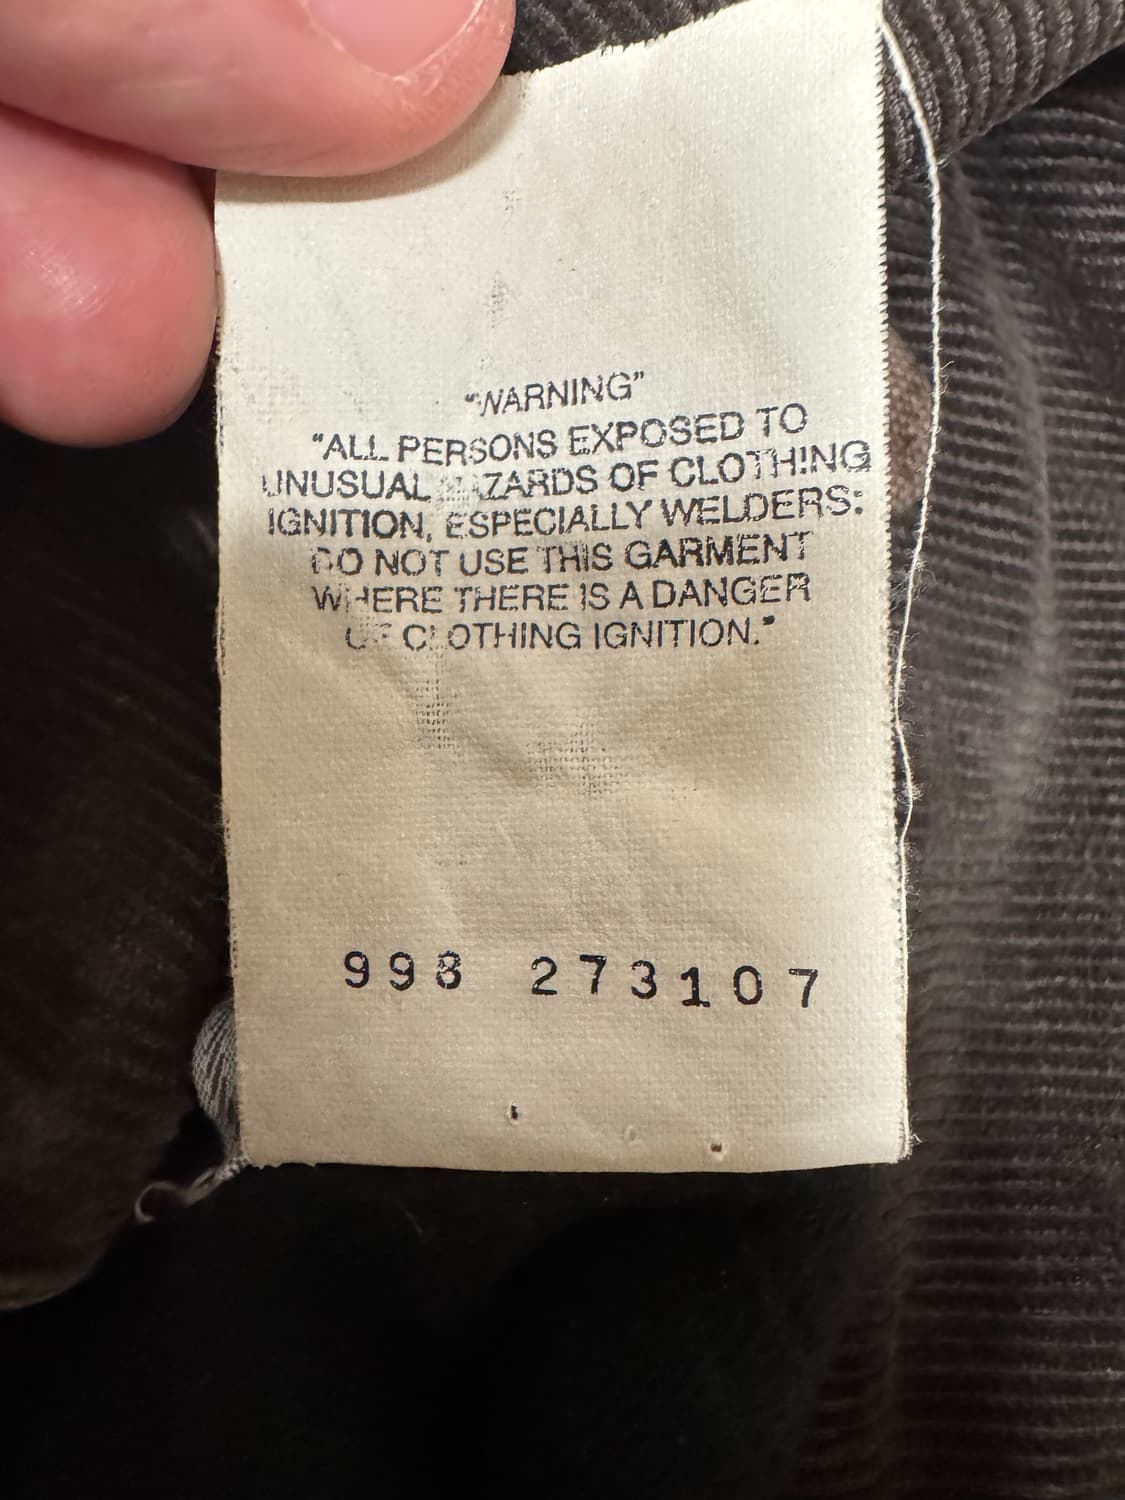 "WARNING"
"ALL PERSONS EXPOSED TO
UNUSUAL HAZARDS OF CLOTHING
IGNITION, ESPECIALLY WELDERS:
DO NOT USE THIS GARMENT
WHERE THERE IS A DANGER
OF CLOTHING IGNITION."
998 273107